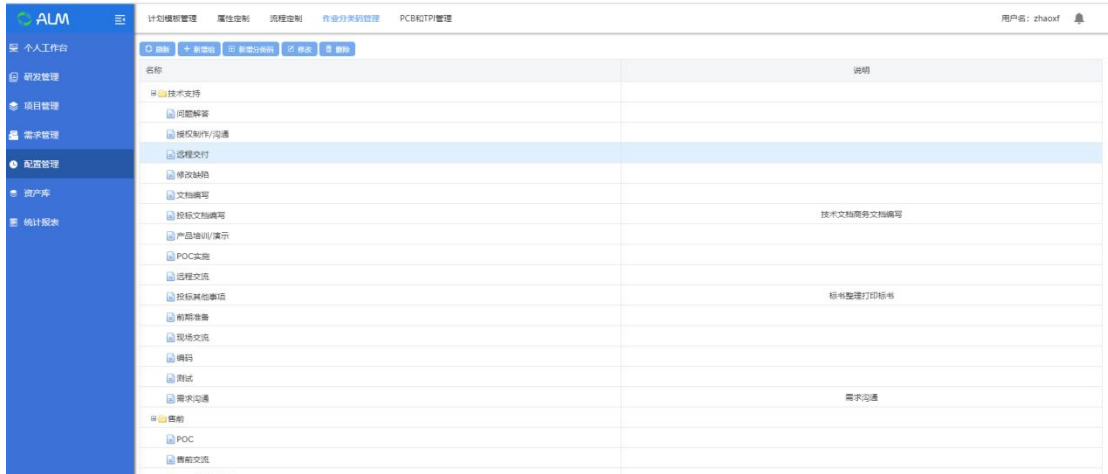 ALM
计划模板管理 属性定制 流程定制 作业分类码管理 PCB和TPI管理 用户名: zhaoxf
个人工作台
研发管理
项目管理
需求管理
配置管理
资产库
统计报表
刷新 新增组 新增分类码 修改 删除
名称 说明
技术支持
问题解答
授权制作/沟通
远程交付
修改缺陷
文档编写
投标文档编写 技术文档商务文档编写
产品培训/演示
POC实施
远程交流
投标其他事项 标书整理打印标书
前期准备
现场交流
编码
测试
需求沟通 需求沟通
售前
POC
售前交流